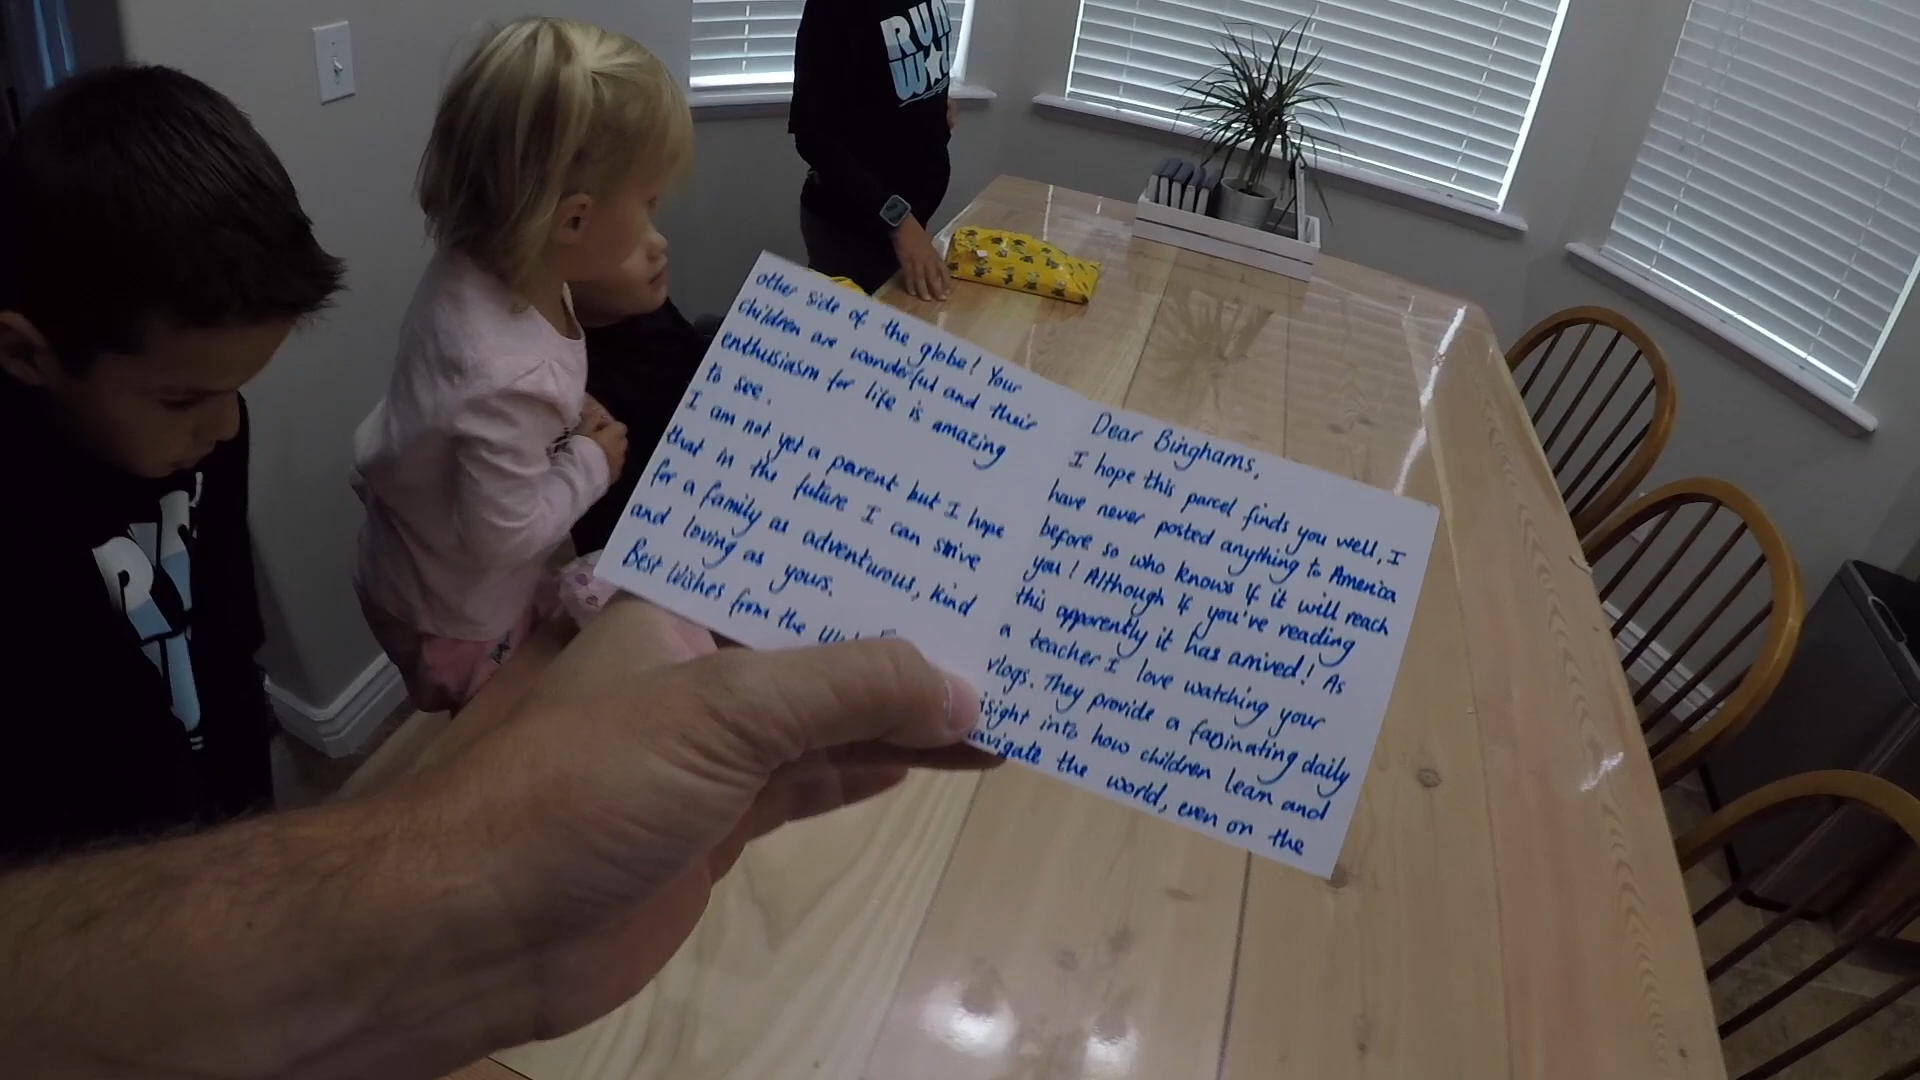 Dear Binghams,
I hope this parcel finds you well, I
have never posted anything to America
before so who knows if it will reach
you! Although if you've reading
this apparently it has arrived! As
a teacher I love watching your
vlogs. They provide a fasinating daily
isight into how children learn and
navigate the world, even on the
other side of the globe! Your
children are wonderful and their
enthusiasm for life is amazing
to see.
I am not yet a parent but I hope
that in the future I can strive
for a family as adventurous, kind
and loving as yours.
Best Wishes from the
RUN